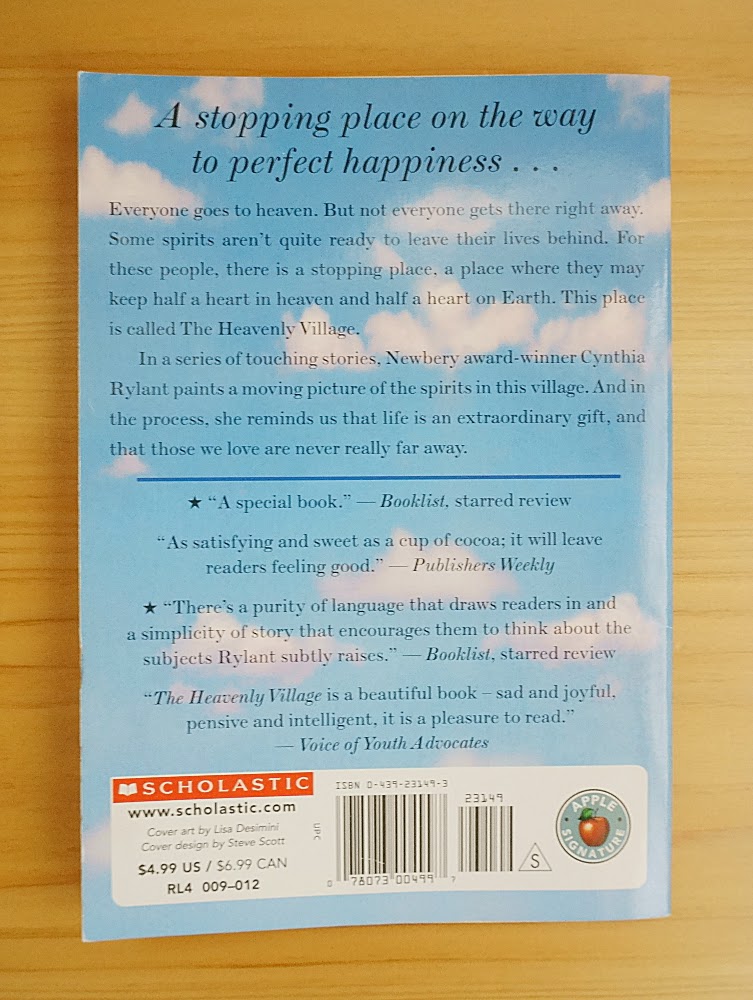 A stopping place on the way
to perfect happiness . . .
Everyone goes to heaven. But not everyone gets there right away.
Some spirits aren't quite ready to leave their lives behind. For
these people, there is a stopping place, a place where they may
keep half a heart in heaven and half a heart on Earth. This place
is called The Heavenly Village.
In a series of touching stories, Newbery award-winner Cynthia
Rylant paints a moving picture of the spirits in this village. And in
the process, she reminds us that life is an extraordinary gift, and
that those we love are never really far away.
★ “A special book.” — Booklist, starred review
“As satisfying and sweet as a cup of cocoa; it will leave
readers feeling good.” — Publishers Weekly
★ “There's a purity of language that draws readers in and
a simplicity of story that encourages them to think about the
subjects Rylant subtly raises.” — Booklist, starred review
“The Heavenly Village is a beautiful book – sad and joyful,
pensive and intelligent, it is a pleasure to read.”
— Voice of Youth Advocates
SCHOLASTIC
www.scholastic.com
Cover art by Lisa Desimini
Cover design by Steve Scott
$4.99 US / $6.99 CAN
RL4 009–012
UPC
ISBN 0-439-23149-3
23149
0 78073 00499 7
S
APPLE
SIGNATURE